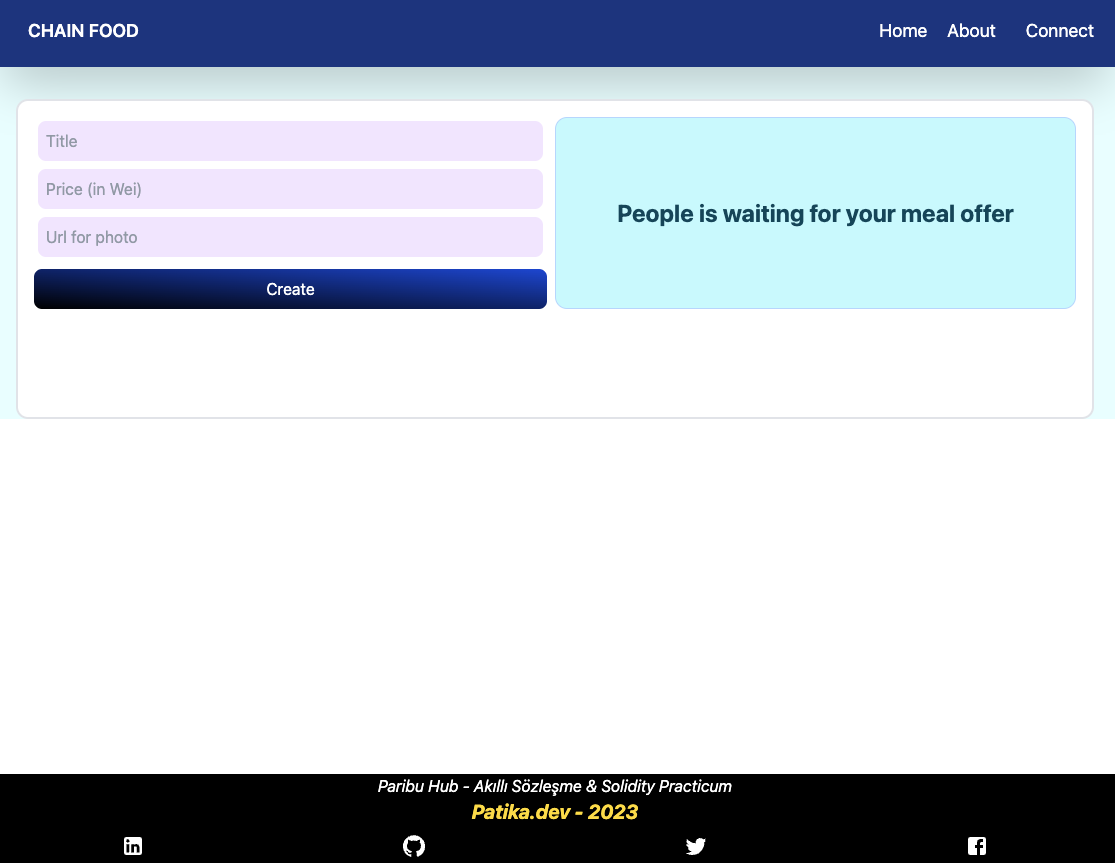 CHAIN FOOD
Home About Connect
Title
Price (in Wei)
Url for photo
Create
People is waiting for your meal offer
Paribu Hub - Akıllı Sözleşme & Solidity Practicum
Patika.dev - 2023